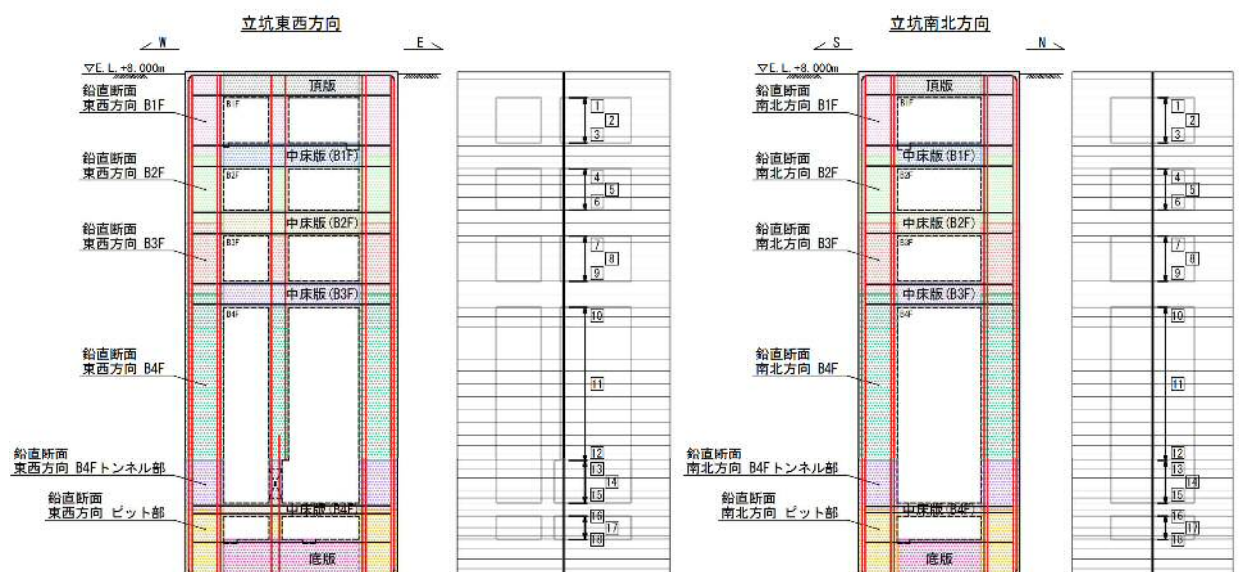 立坑東西方向
W
E
▽E.L.+8.000m
頂版
鉛直断面
東西方向 B1F
B1F
中床版(B1F)
鉛直断面
東西方向 B2F
B2F
中床版(B2F)
鉛直断面
東西方向 B3F
B3F
中床版(B3F)
鉛直断面
東西方向 B4F
B4F
鉛直断面
東西方向 B4Fトンネル部
鉛直断面
東西方向 ピット部
中床版(B4F)
底版
1
2
3
4
5
6
7
8
9
10
11
12
13
14
15
16
17
18
立坑南北方向
S
N
▽E.L.+8.000m
頂版
鉛直断面
南北方向 B1F
B1F
中床版(B1F)
鉛直断面
南北方向 B2F
B2F
中床版(B2F)
鉛直断面
南北方向 B3F
B3F
中床版(B3F)
鉛直断面
南北方向 B4F
B4F
鉛直断面
南北方向 B4Fトンネル部
鉛直断面
南北方向 ピット部
中床版(B4F)
底版
1
2
3
4
5
6
7
8
9
10
11
12
13
14
15
16
17
18